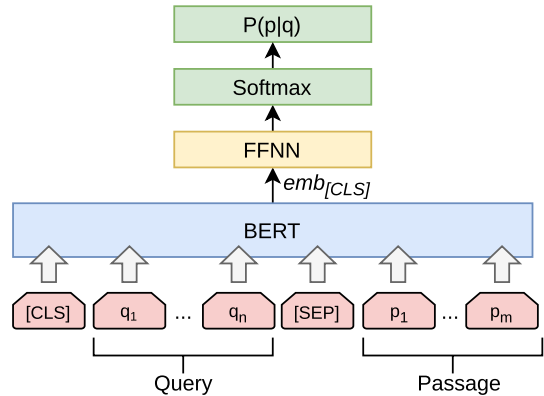 P(p|q)
Softmax
FFNN
emb[CLS]
BERT
[CLS] q1 ... qn [SEP] p1 ... pm
Query Passage